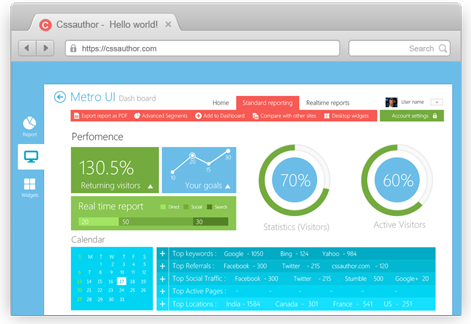 Cssauthor - Hello world!
https://cssauthor.com
Search
Metro UI Dash board
Home Standard reporting Realtime reports User name
Export report as PDF Advanced Segments Add to Dashboard Compare with other sites Desktop widgets Account settings
Report
Widgets
Perfomence
130.5%
Returning visitors
10 15 20 30
Your goals
70%
Statistics (Visitors)
60%
Active Visitors
Real time report Direct Social Search
20 50 30
Calendar
Top keywords : Google - 1050 Bing - 124 Yahoo - 984
Top Referrals : Facebook - 300 Twitter - 215 cssauthor.com - 120
Top Social Traffic : Facebook - 300 Twitter - 215 Stumble 500 Google+ 20
Top Active Pages : - - -
Top Locations : India - 1584 Canada - 301 France - 541 US - 251
17